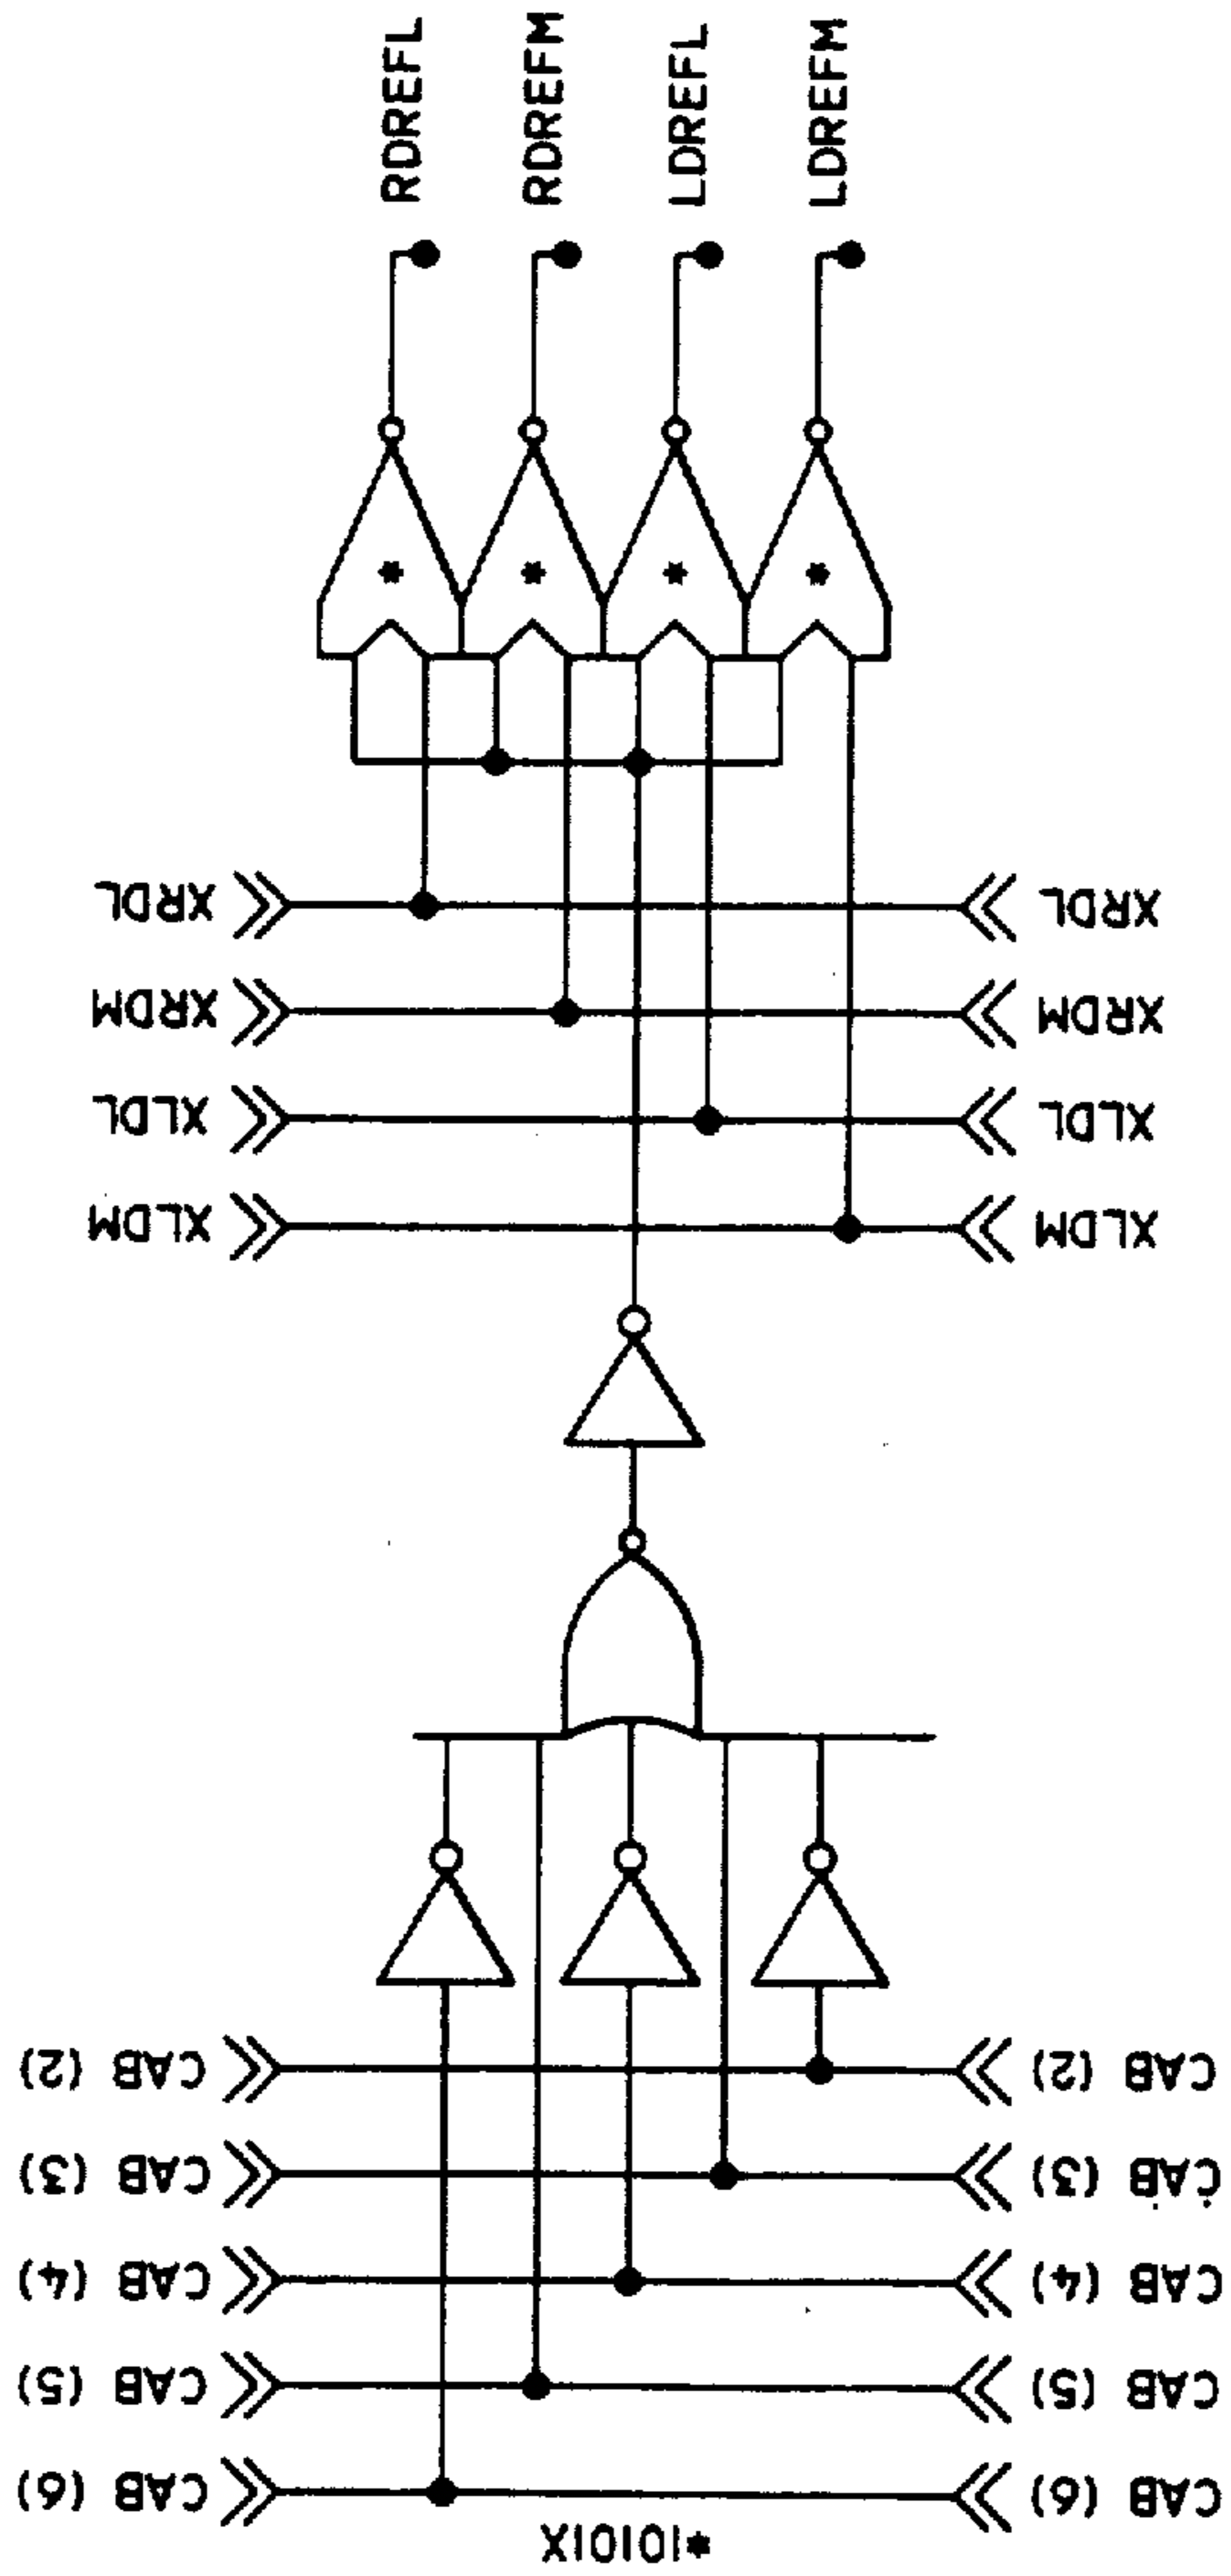 RDREFL
RDREFM
LDREFL
LDREFM
*
*
*
*
XRDL
XRDL
XRDM
XRDM
XLDL
XLDL
XLDM
XLDM
CAB (2)
CAB (2)
CAB (3)
CAB (3)
CAB (4)
CAB (4)
CAB (5)
CAB (5)
CAB (6)
CAB (6)
*10101X